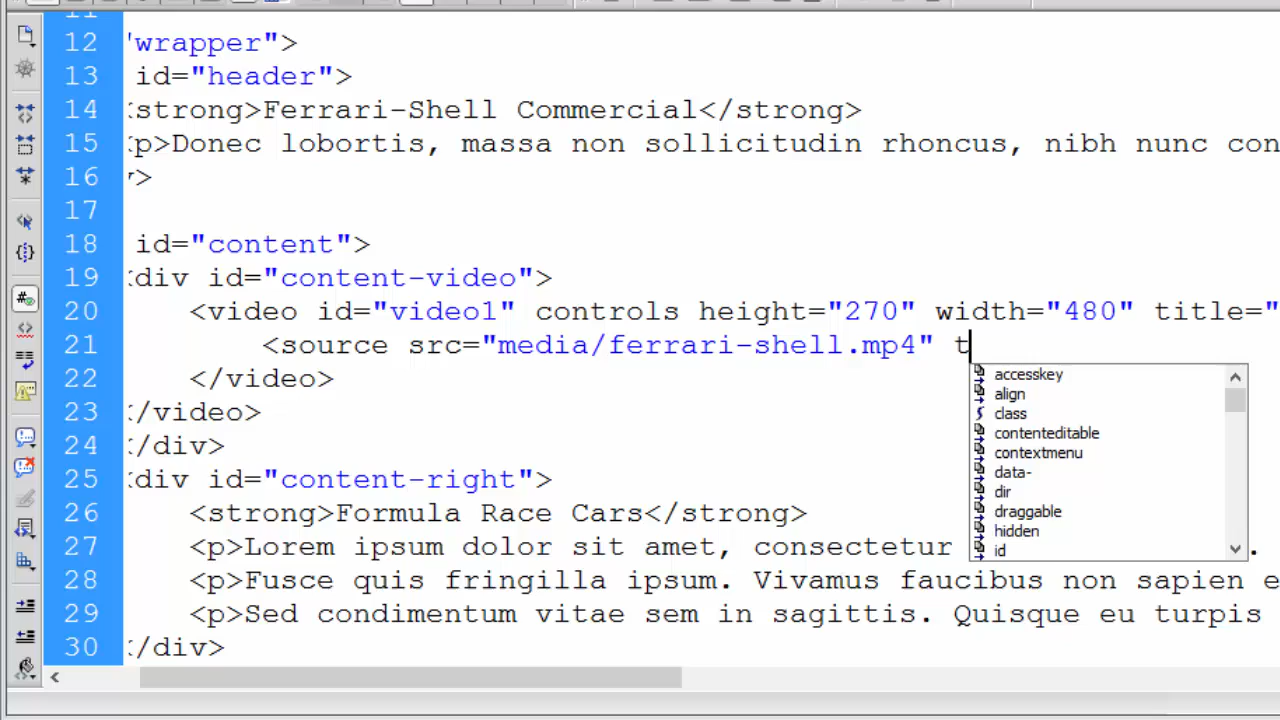 12 "wrapper">
13 id="header">
14 <strong>Ferrari-Shell Commercial</strong>
15 <p>Donec lobortis, massa non sollicitudin rhoncus, nibh nunc con
16 v>
17
18 id="content">
19 <div id="content-video">
20 <video id="video1" controls height="270" width="480" title="
21 <source src="media/ferrari-shell.mp4" t
accesskey
align
class
contenteditable
contextmenu
data-
dir
draggable
hidden
id
22 </video>
23 </video>
24 </div>
25 <div id="content-right">
26 <strong>Formula Race Cars</strong>
27 <p>Lorem ipsum dolor sit amet, consectetur .
28 <p>Fusce quis fringilla ipsum. Vivamus faucibus non sapien e
29 <p>Sed condimentum vitae sem in sagittis. Quisque eu turpis
30 </div>